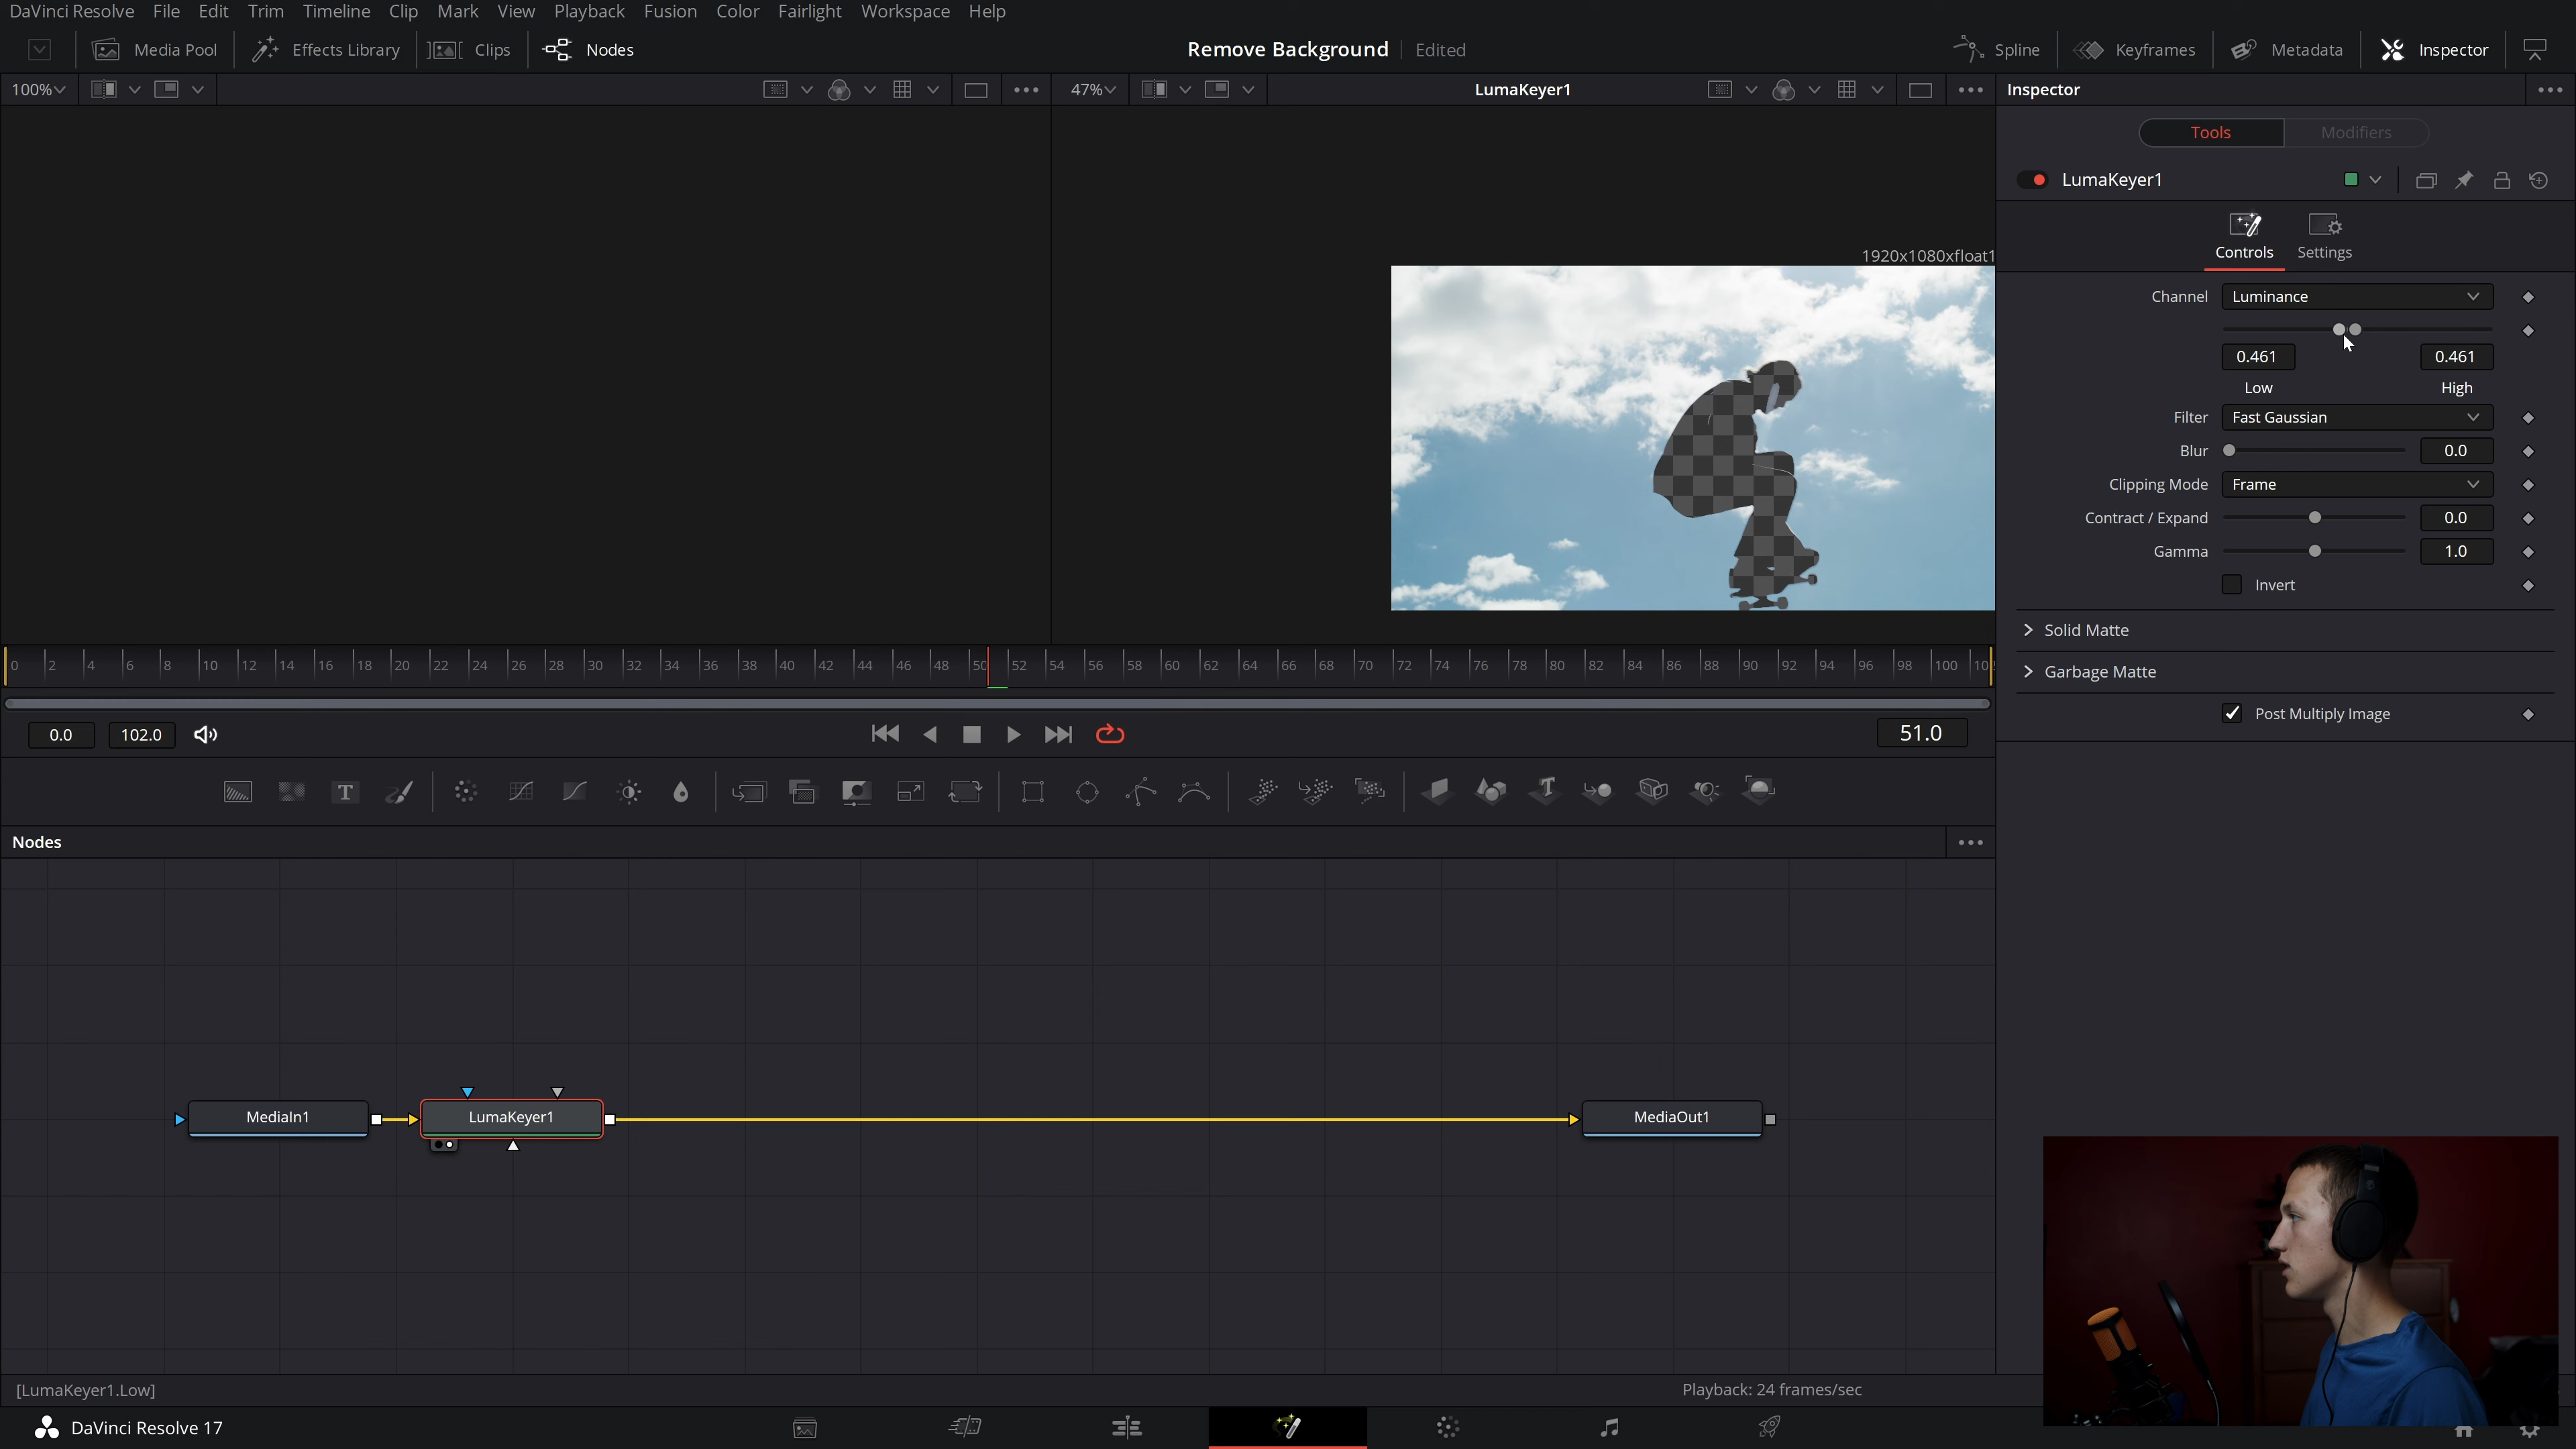 DaVinci Resolve File Edit Trim Timeline Clip Mark View Playback Fusion Color Fairlight Workspace Help
Media Pool Effects Library Clips Nodes Remove Background Edited Spline Keyframes Metadata Inspector
100% 47% LumaKeyer1 Inspector
Tools Modifiers
LumaKeyer1
Controls Settings
1920x1080xfloat1
Channel Luminance
0.461 0.461
Low High
Filter Fast Gaussian
Blur 0.0
Clipping Mode Frame
Contract / Expand 0.0
Gamma 1.0
Invert
Solid Matte
Garbage Matte
Post Multiply Image
0 2 4 6 8 10 12 14 16 18 20 22 24 26 28 30 32 34 36 38 40 42 44 46 48 50 52 54 56 58 60 62 64 66 68 70 72 74 76 78 80 82 84 86 88 90 92 94 96 98 100 10
0.0 102.0 51.0
T T
Nodes
MediaIn1 LumaKeyer1 MediaOut1
[LumaKeyer1.Low] Playback: 24 frames/sec
DaVinci Resolve 17